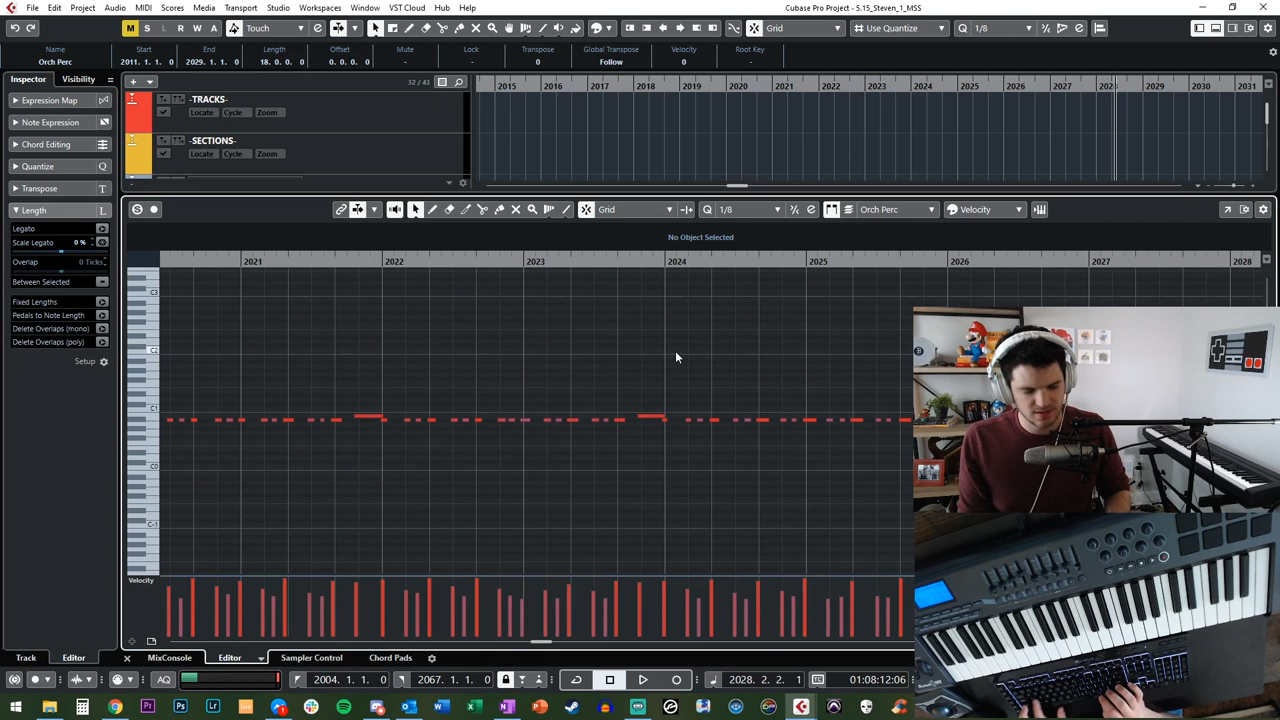 Cubase Pro Project - 5.15_Steven_1_MSS
File Edit Project Audio MIDI Scores Media Transport Studio Workspaces Window VST Cloud Hub Help
M S L R W A Touch Grid Use Quantize 1/8
Name Start End Length Offset Mute Lock Transpose Global Transpose Velocity Root Key
Orch Perc 2011. 1. 1. 0 2029. 1. 1. 0 18. 0. 0. 0 0. 0. 0. 0 - - 0 Follow 0 -
Inspector Visibility
32 / 43
2015 2016 2017 2018 2019 2020 2021 2022 2023 2024 2025 2026 2027 2028 2029 2030 2031
Expression Map
-TRACKS-
Locate Cycle Zoom
Note Expression
Chord Editing
-SECTIONS-
Locate Cycle Zoom
Quantize Q
Transpose T
Length L
Grid Q 1/8 Orch Perc Velocity
Legato
Scale Legato 0 %
Overlap 0 Ticks
Between Selected
Fixed Lengths
Pedals to Note Length
Delete Overlaps (mono)
Delete Overlaps (poly)
Setup
No Object Selected
2021 2022 2023 2024 2025 2026 2027 2028
C3
C2
C1
C0
C-1
Velocity
Track Editor
MixConsole Editor Sampler Control Chord Pads
AQ 2004. 1. 1. 0 2067. 1. 1. 0 2028. 2. 2. 1 01:08:12:06